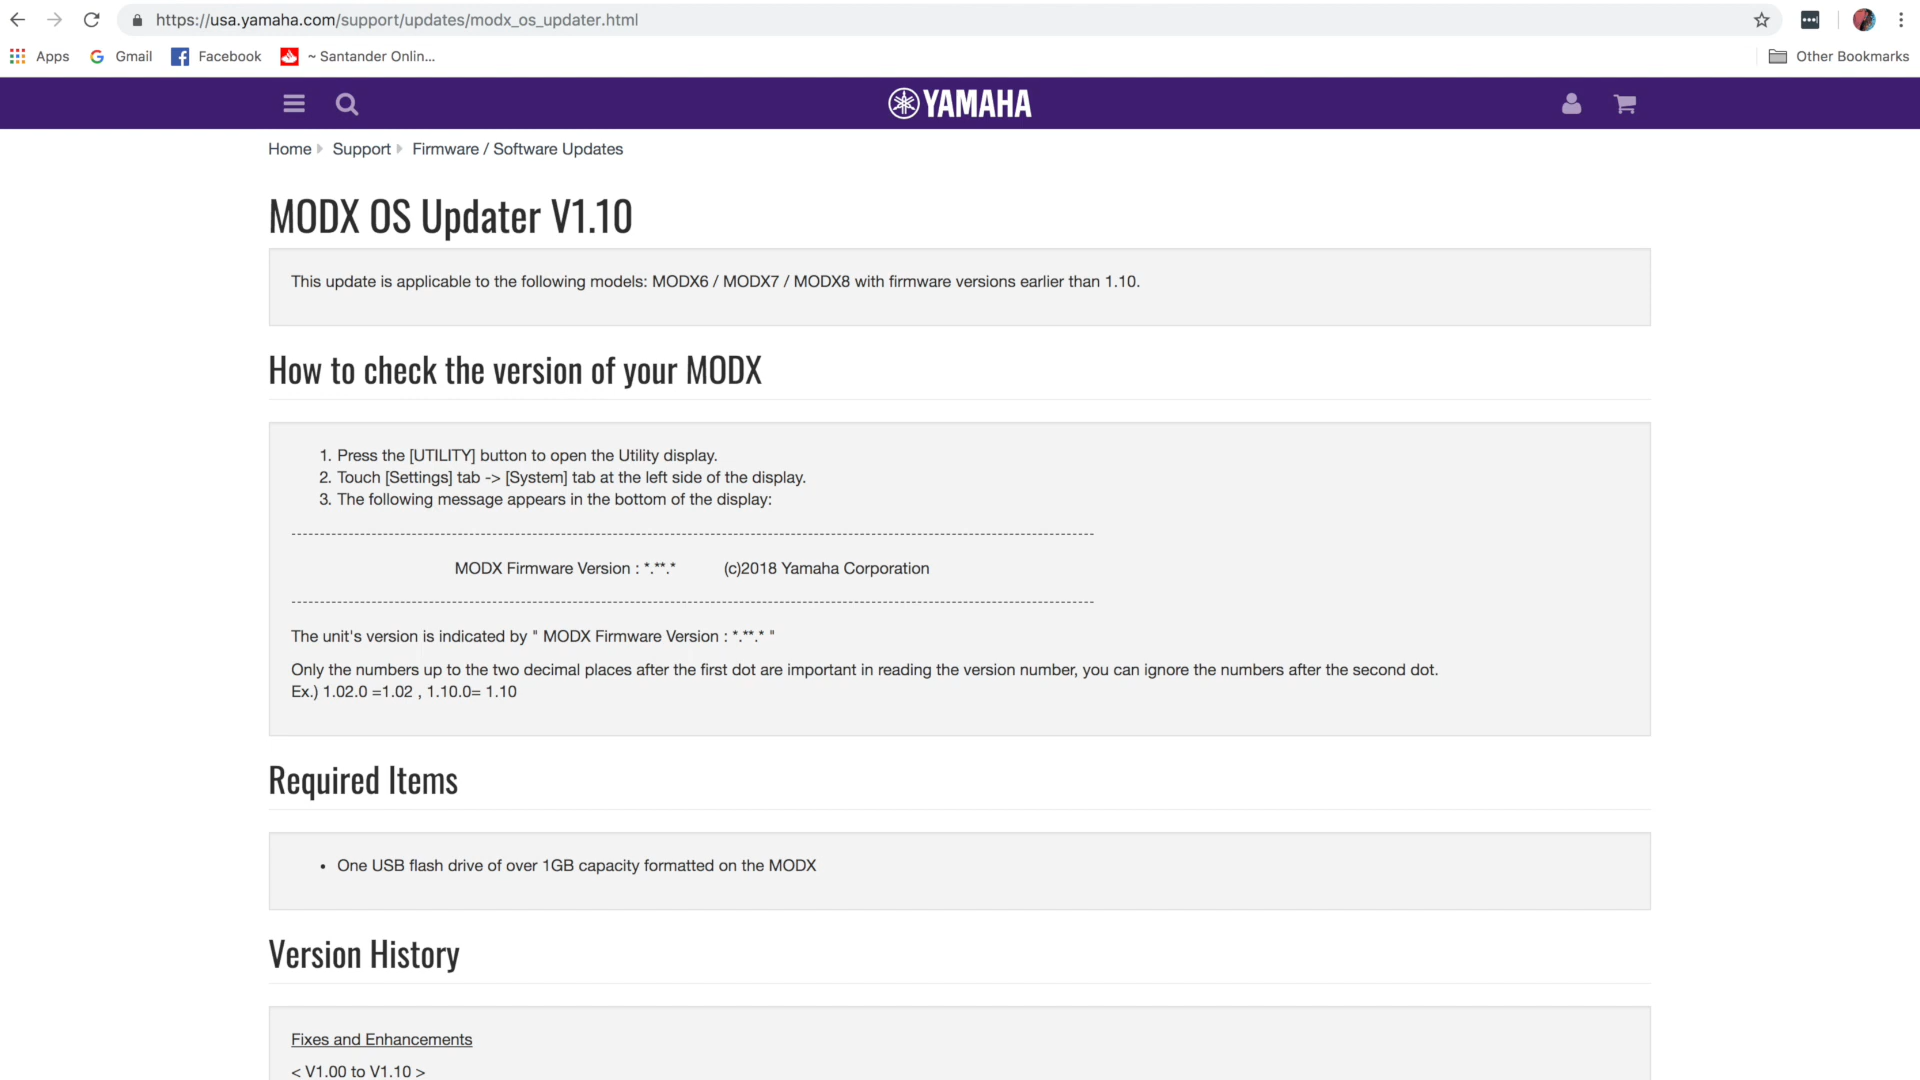 https://usa.yamaha.com/support/updates/modx_os_updater.html
Apps Gmail Facebook ~ Santander Onlin... Other Bookmarks
YAMAHA
Home Support Firmware / Software Updates
MODX OS Updater V1.10
This update is applicable to the following models: MODX6 / MODX7 / MODX8 with firmware versions earlier than 1.10.
How to check the version of your MODX
1. Press the [UTILITY] button to open the Utility display.
2. Touch [Settings] tab -> [System] tab at the left side of the display.
3. The following message appears in the bottom of the display:
MODX Firmware Version : *.**.* (c)2018 Yamaha Corporation
The unit's version is indicated by " MODX Firmware Version : *.**.* "
Only the numbers up to the two decimal places after the first dot are important in reading the version number, you can ignore the numbers after the second dot.
Ex.) 1.02.0 =1.02 , 1.10.0= 1.10
Required Items
• One USB flash drive of over 1GB capacity formatted on the MODX
Version History
Fixes and Enhancements
< V1.00 to V1.10 >